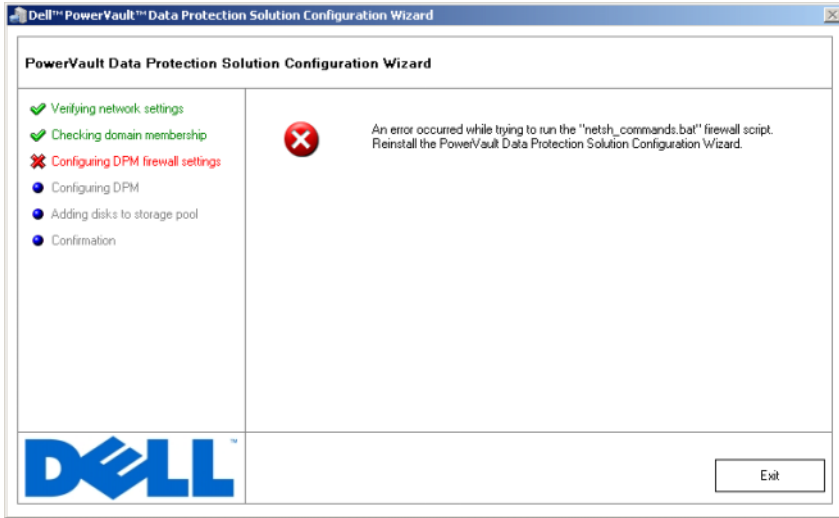 Dell™ PowerVault™ Data Protection Solution Configuration Wizard
PowerVault Data Protection Solution Configuration Wizard
Verifying network settings
Checking domain membership
Configuring DPM firewall settings
Configuring DPM
Adding disks to storage pool
Confirmation
An error occurred while trying to run the "netsh_commands.bat" firewall script.
Reinstall the PowerVault Data Protection Solution Configuration Wizard.
DELL™
Exit